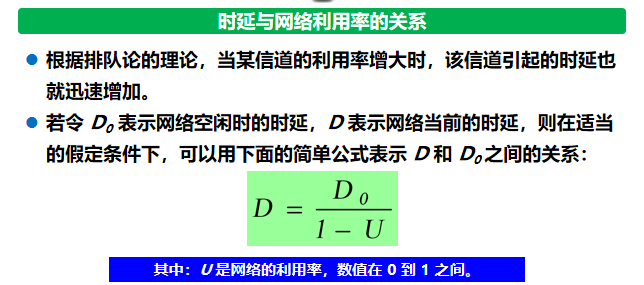 时延与网络利用率的关系
根据排队论的理论，当某信道的利用率增大时，该信道引起的时延也
就迅速增加。
若令 D0 表示网络空闲时的时延，D 表示网络当前的时延，则在适当
的假定条件下，可以用下面的简单公式表示 D 和 D0 之间的关系：
D = D0 / (1 − U)
其中：U 是网络的利用率，数值在 0 到 1 之间。